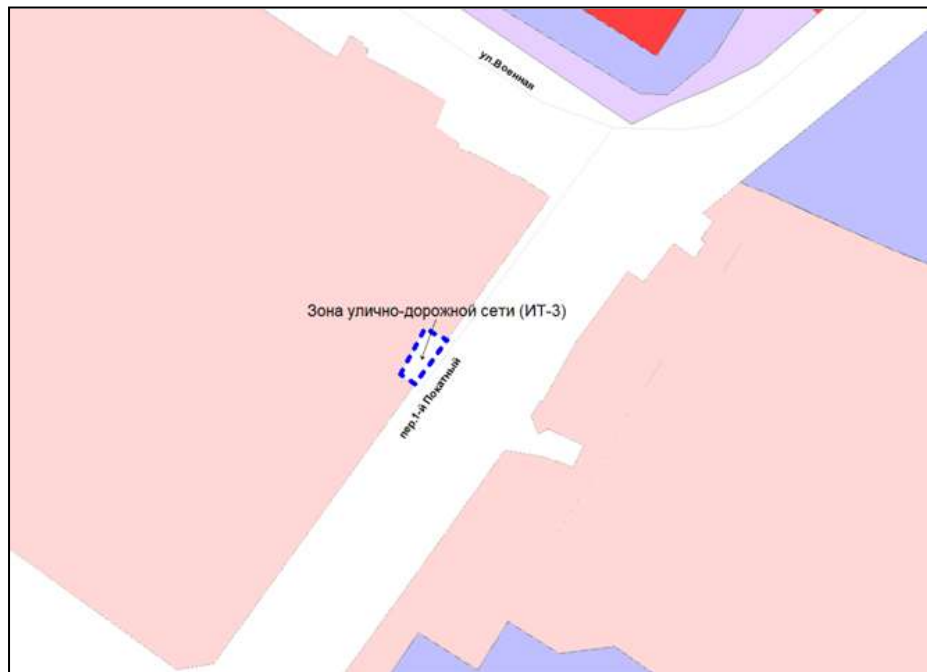 ул.Военная
Зона улично-дорожной сети (ИТ-3)
пер.1-й Покатный